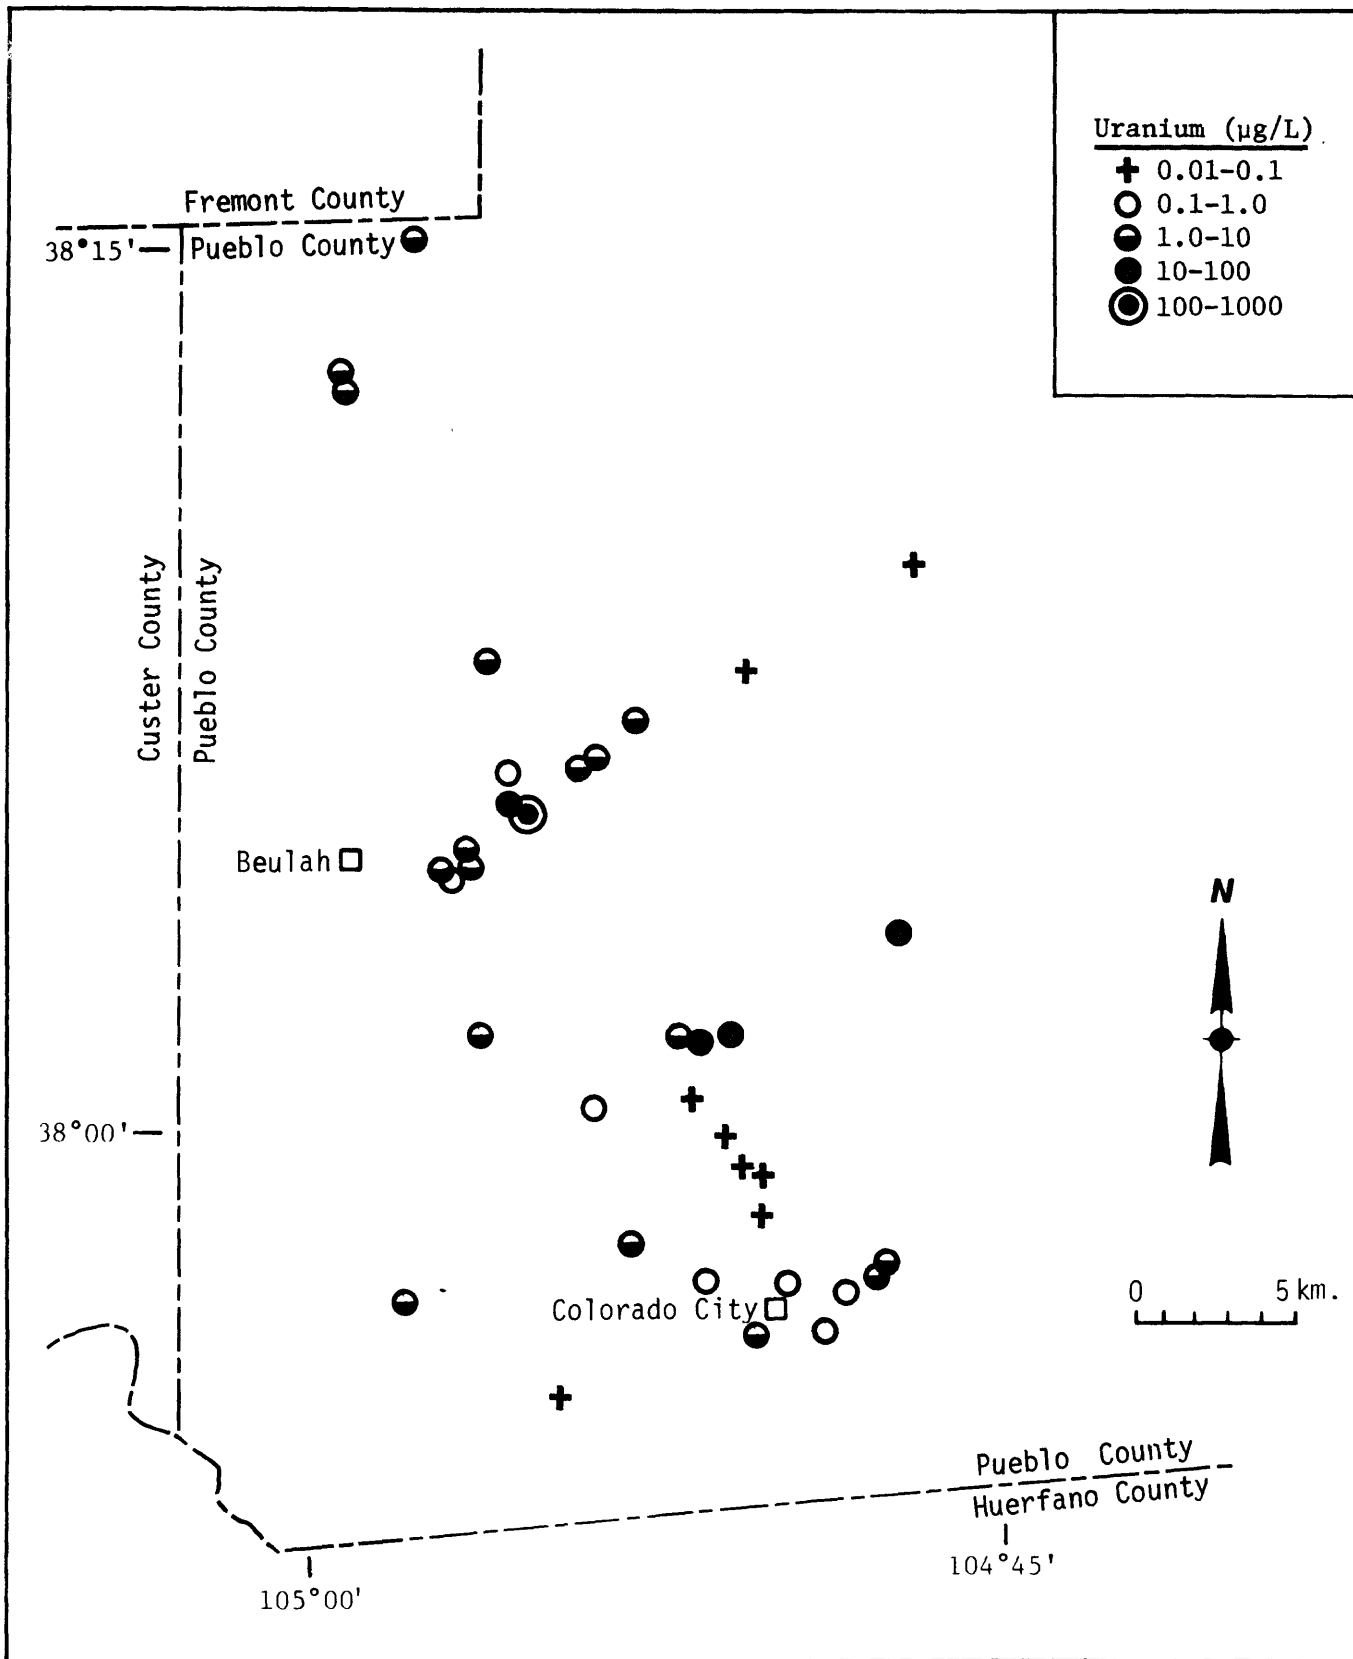 Uranium (µg/L)
0.01-0.1
0.1-1.0
1.0-10
10-100
100-1000
Fremont County
38°15'
Pueblo County
Custer County
Pueblo County
Beulah
N
38°00'
0 5 km.
Colorado City
Pueblo County
Huerfano County
104°45'
105°00'